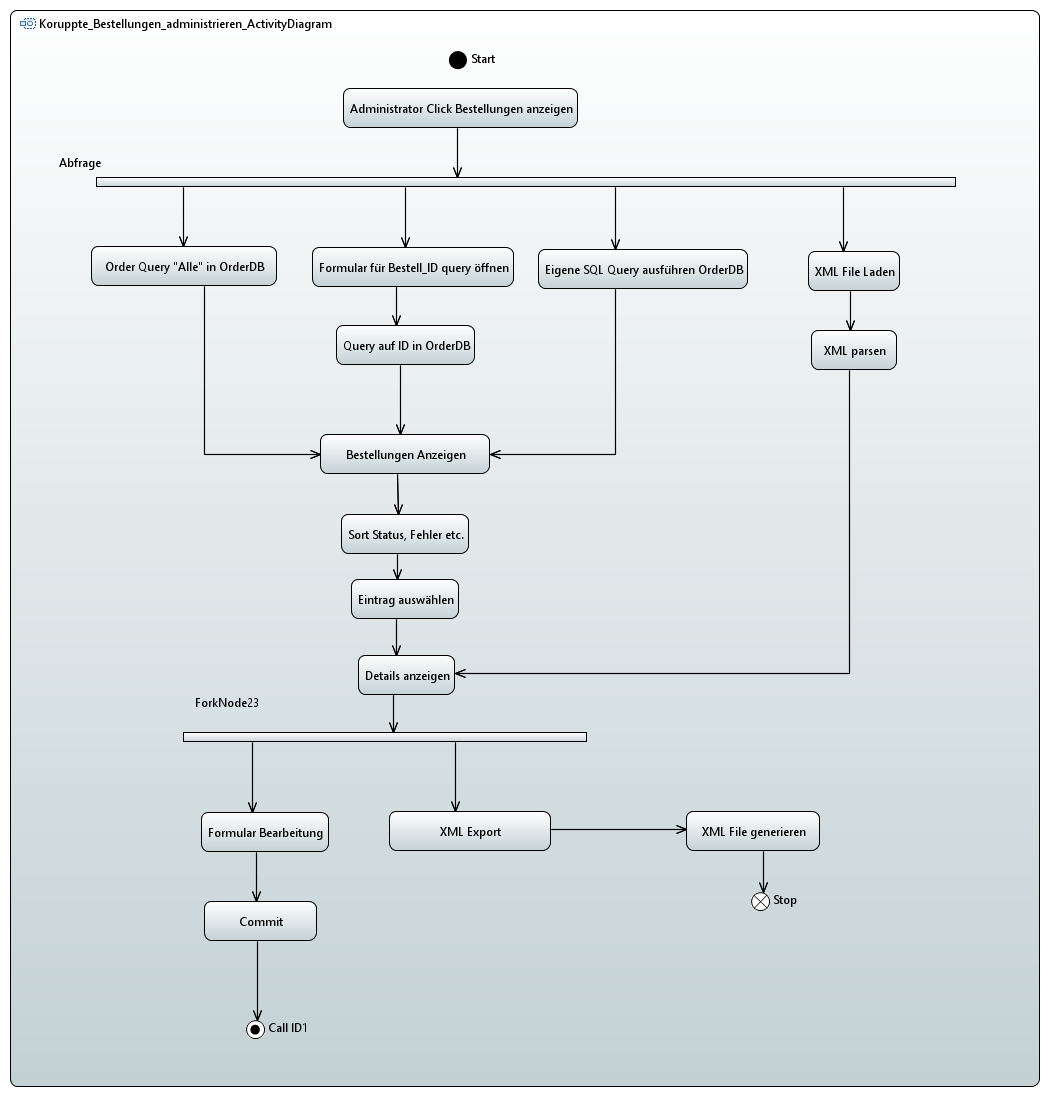 Koruppte_Bestellungen_administrieren_ActivityDiagram
Start
Administrator Click Bestellungen anzeigen
Abfrage
Order Query "Alle" in OrderDB
Formular für Bestell_ID query öffnen
Eigene SQL Query ausführen OrderDB
XML File Laden
Query auf ID in OrderDB
XML parsen
Bestellungen Anzeigen
Sort Status, Fehler etc.
Eintrag auswählen
Details anzeigen
ForkNode23
Formular Bearbeitung
XML Export
XML File generieren
Stop
Commit
Call ID1